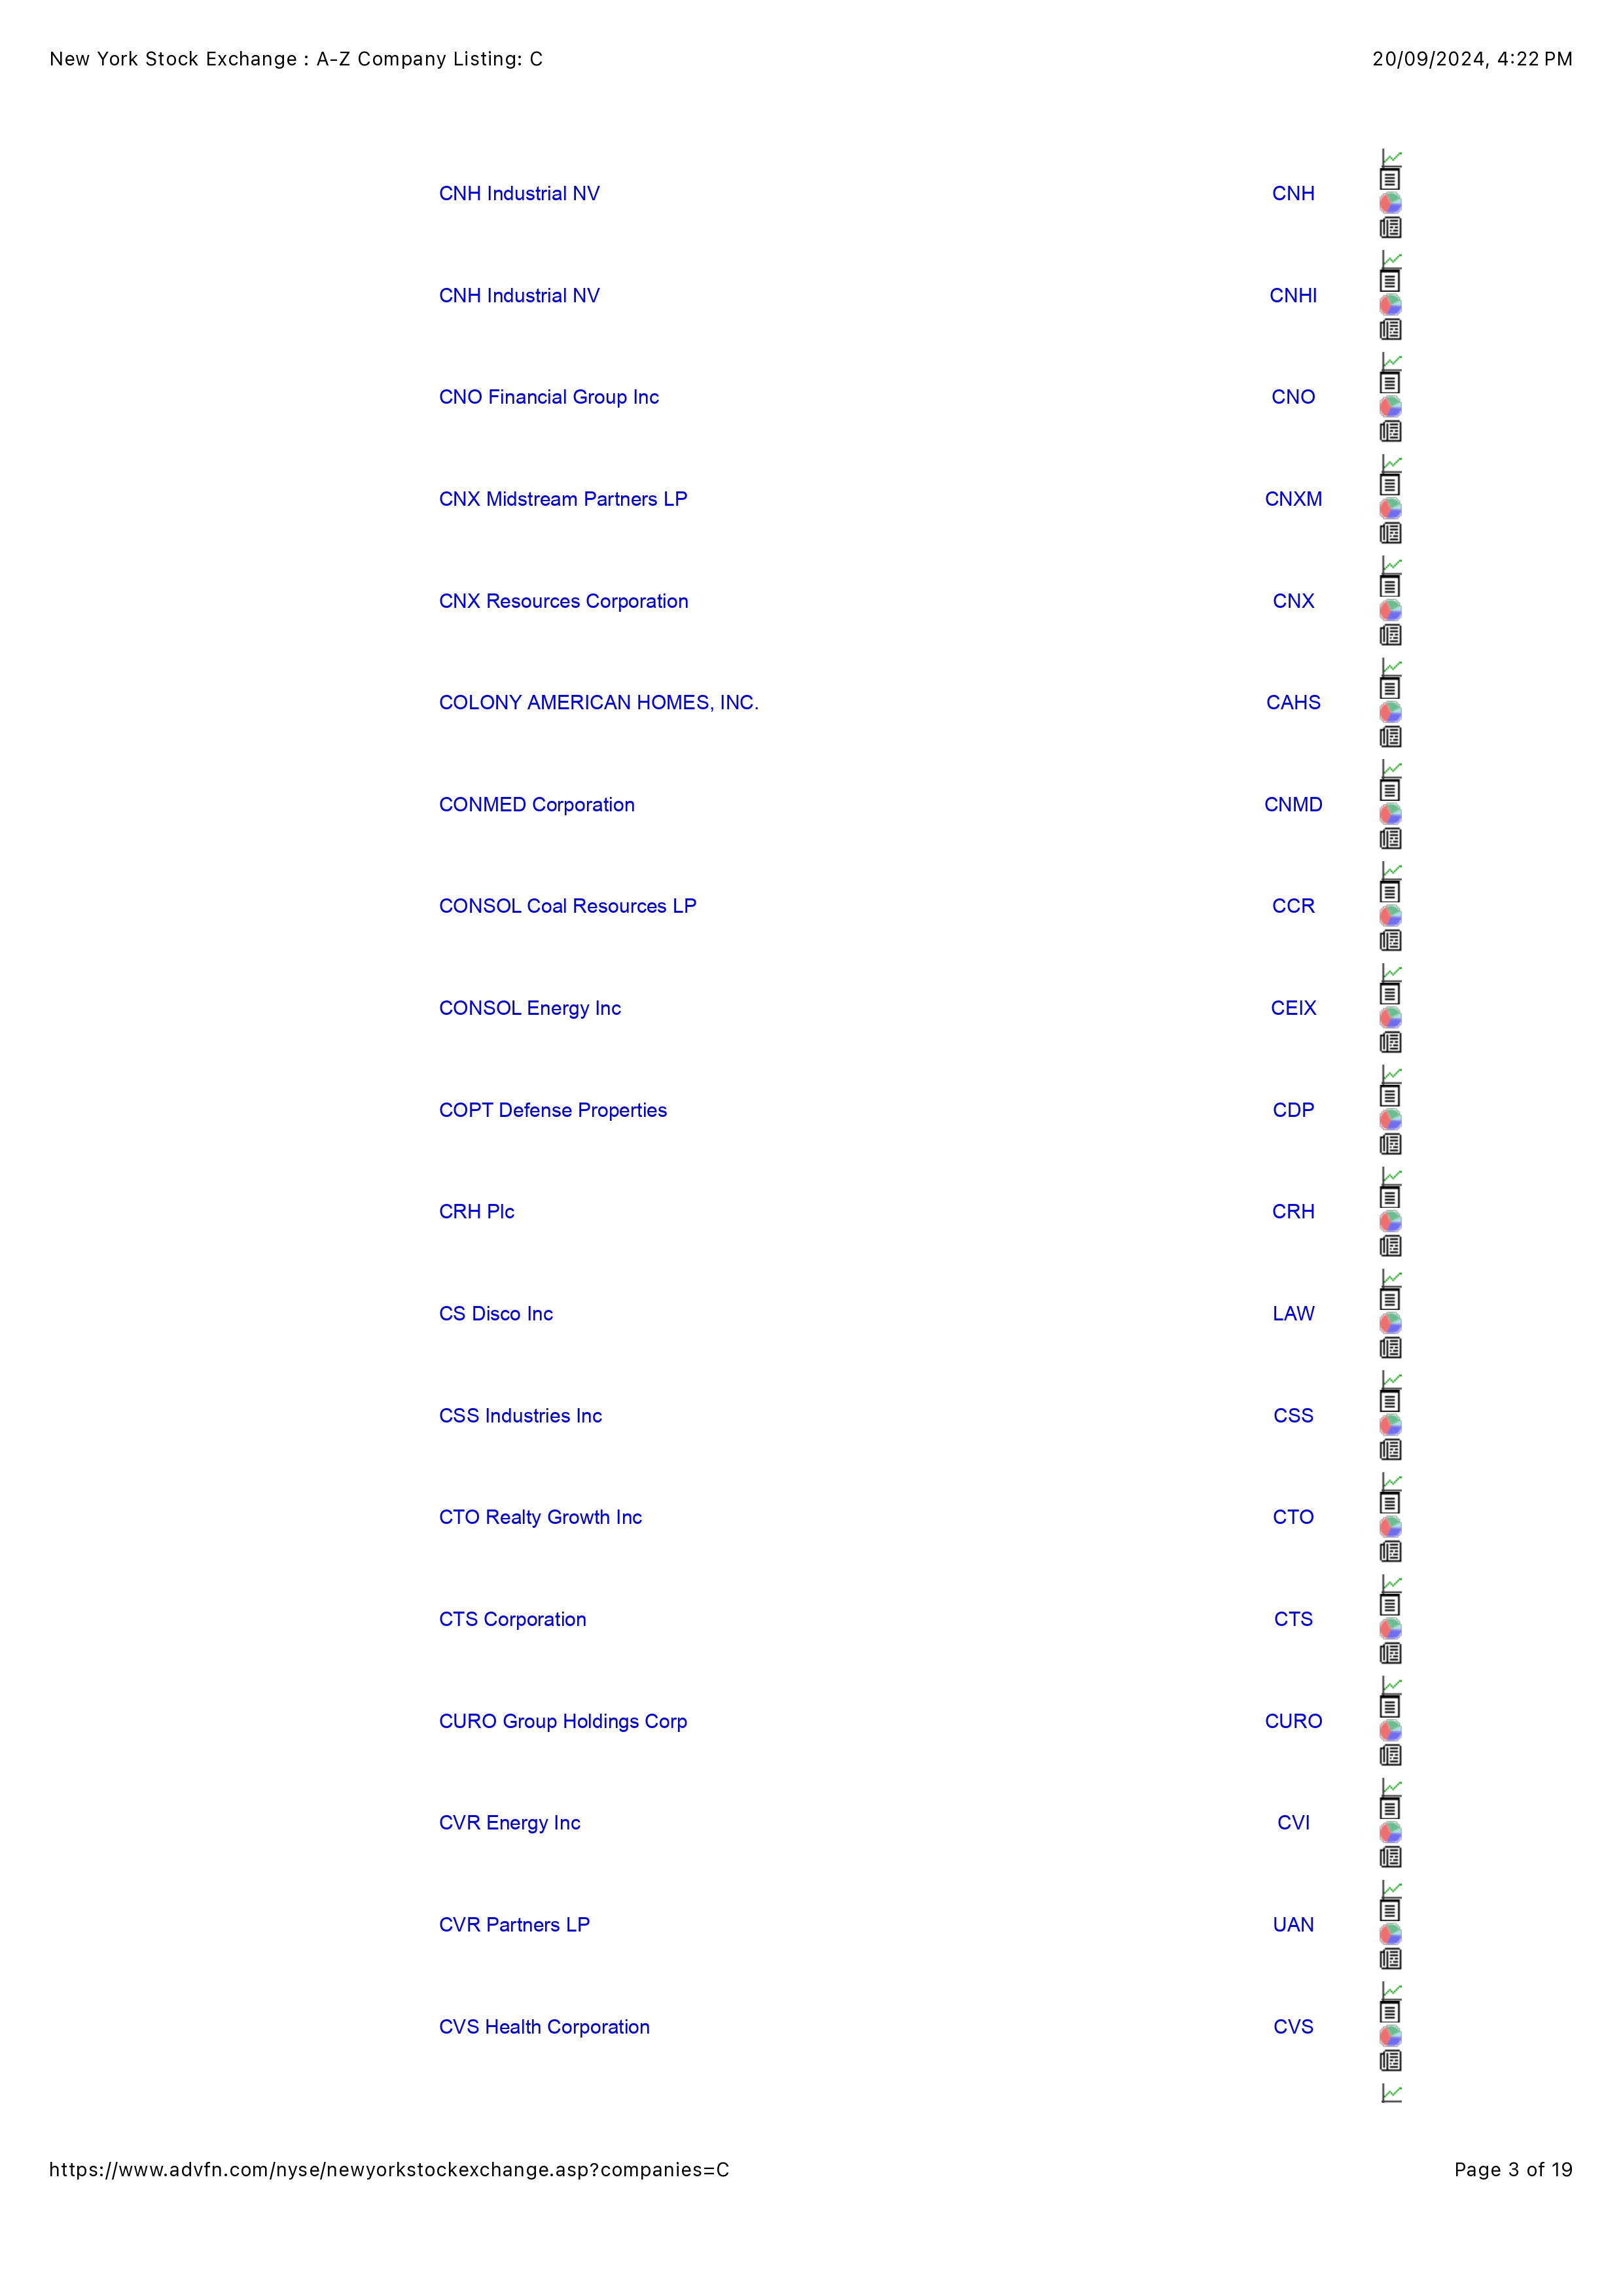 New York Stock Exchange : A-Z Company Listing: C 20/09/2024, 4:22 PM
CNH Industrial NV CNH
CNH Industrial NV CNHI
CNO Financial Group Inc CNO
CNX Midstream Partners LP CNXM
CNX Resources Corporation CNX
COLONY AMERICAN HOMES, INC. CAHS
CONMED Corporation CNMD
CONSOL Coal Resources LP CCR
CONSOL Energy Inc CEIX
COPT Defense Properties CDP
CRH Plc CRH
CS Disco Inc LAW
CSS Industries Inc CSS
CTO Realty Growth Inc CTO
CTS Corporation CTS
CURO Group Holdings Corp CURO
CVR Energy Inc CVI
CVR Partners LP UAN
CVS Health Corporation CVS
https://www.advfn.com/nyse/newyorkstockexchange.asp?companies=C Page 3 of 19